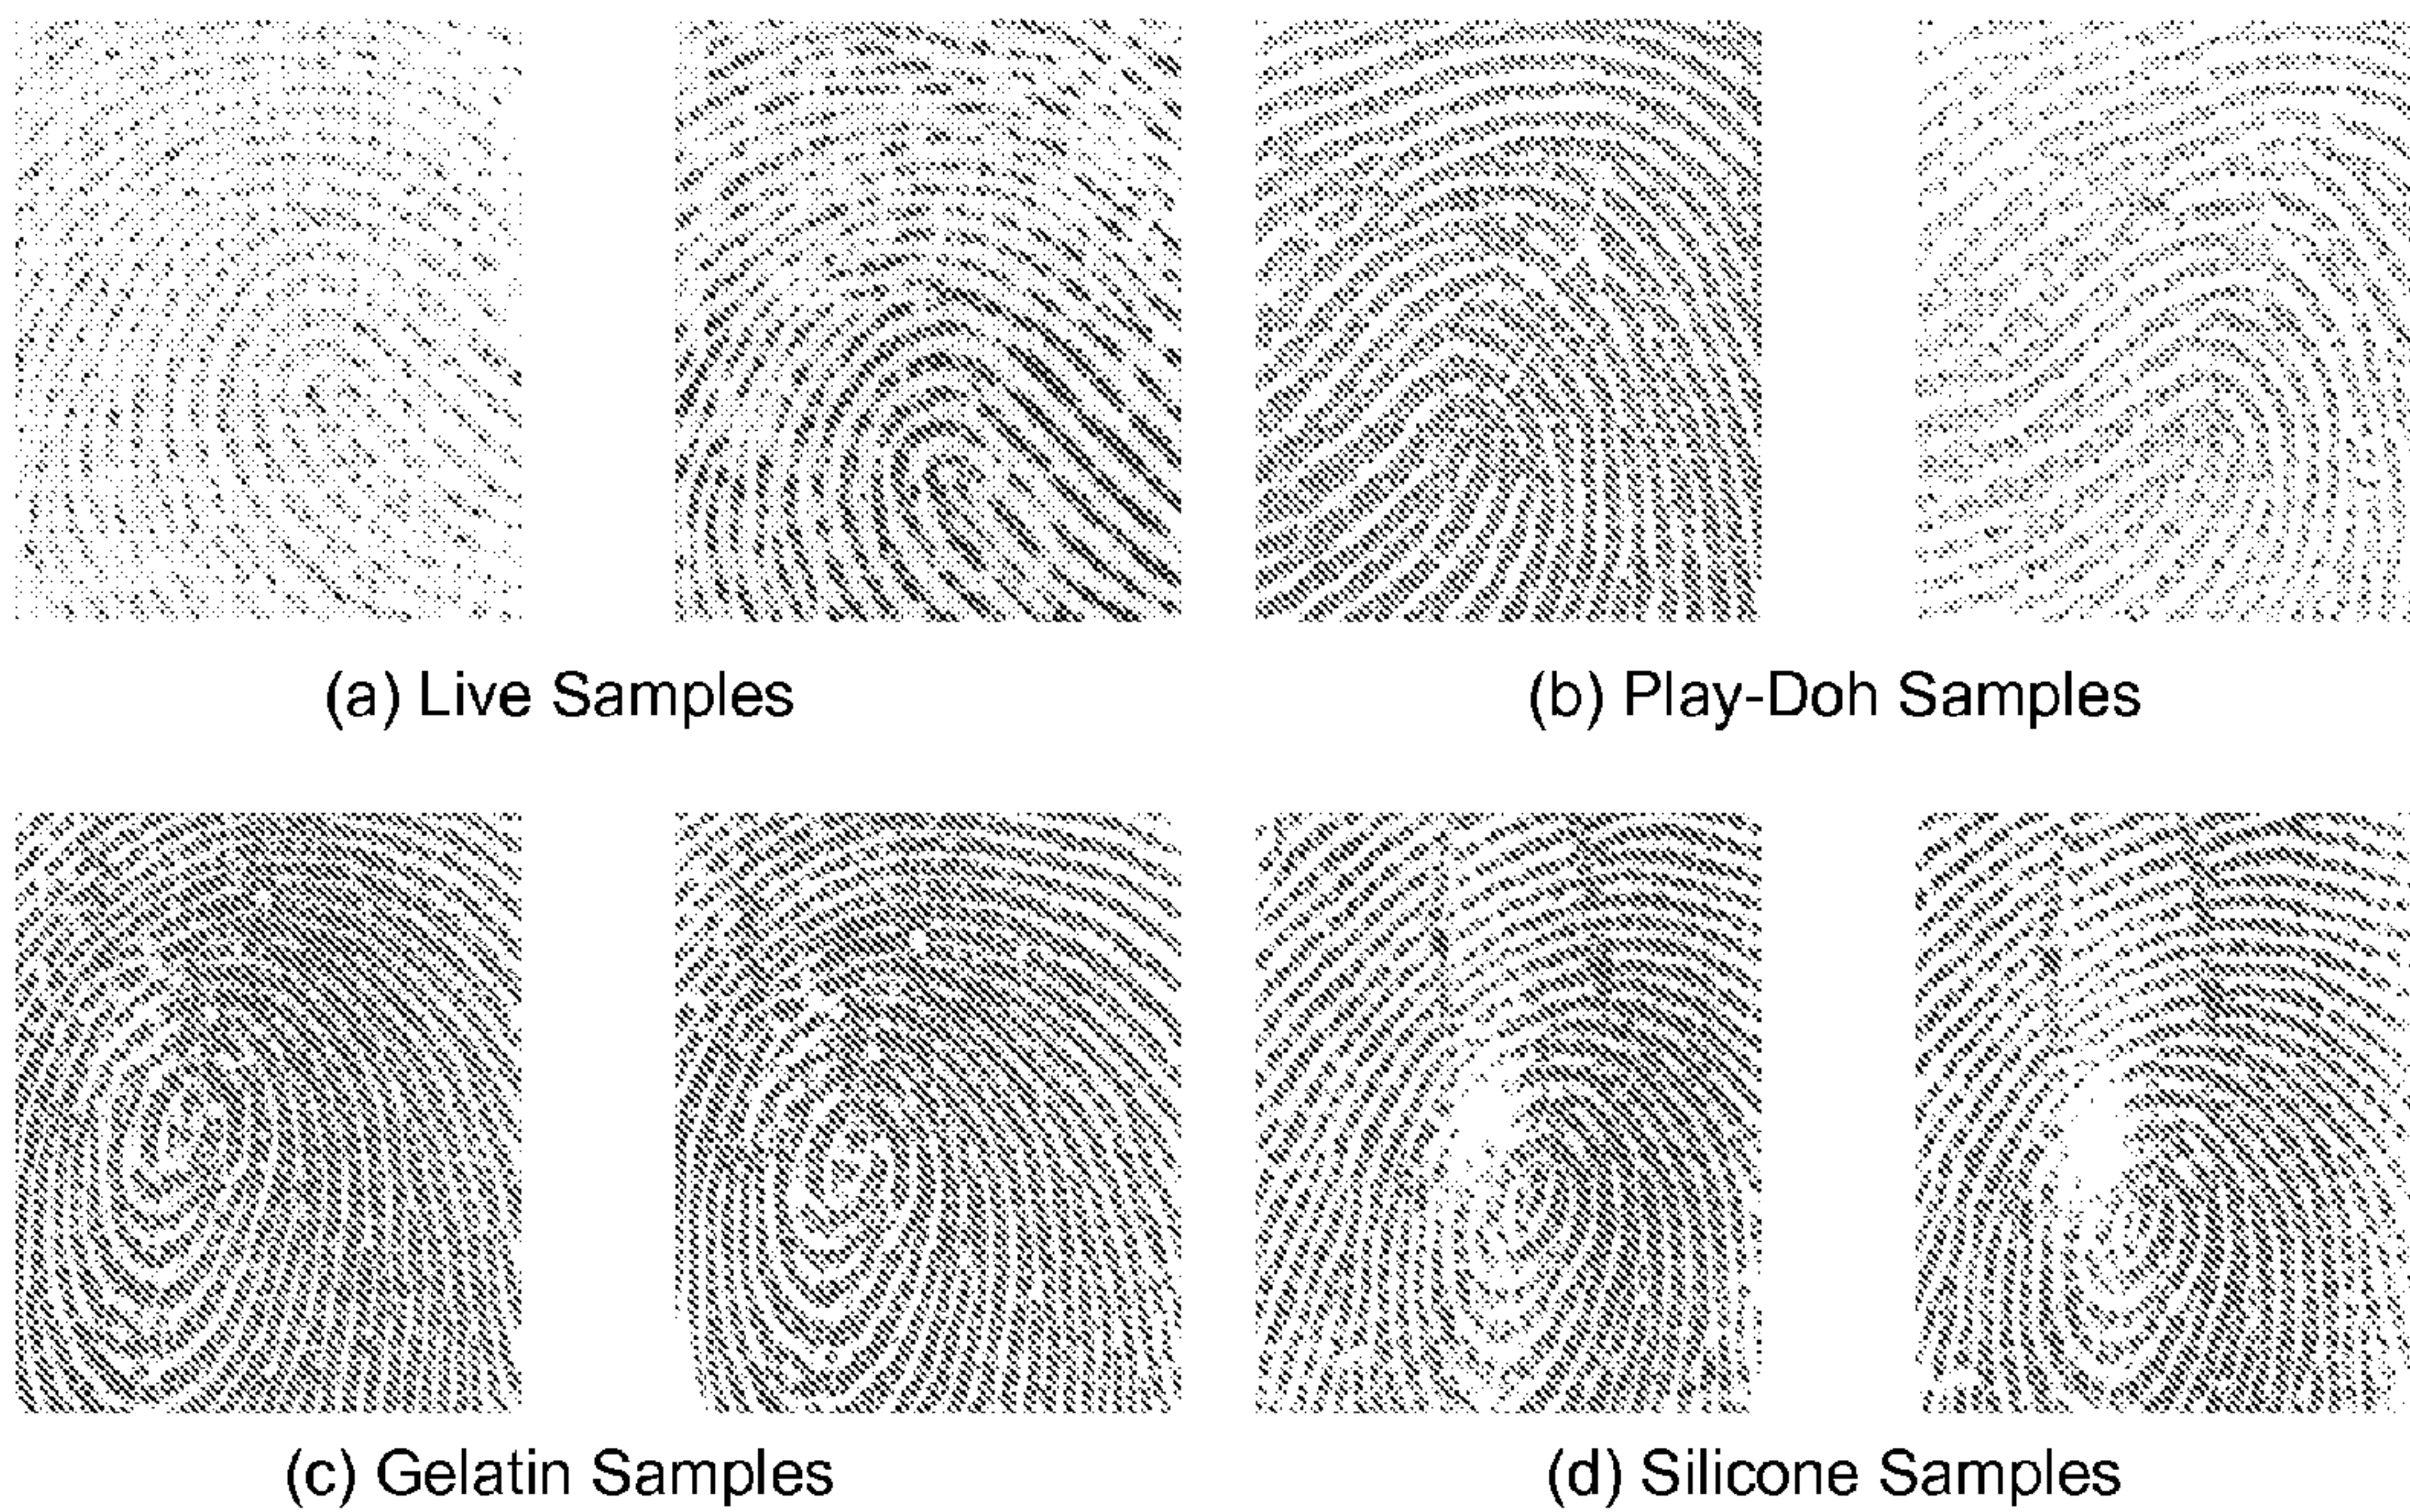 (a) Live Samples
(b) Play-Doh Samples
(c) Gelatin Samples
(d) Silicone Samples